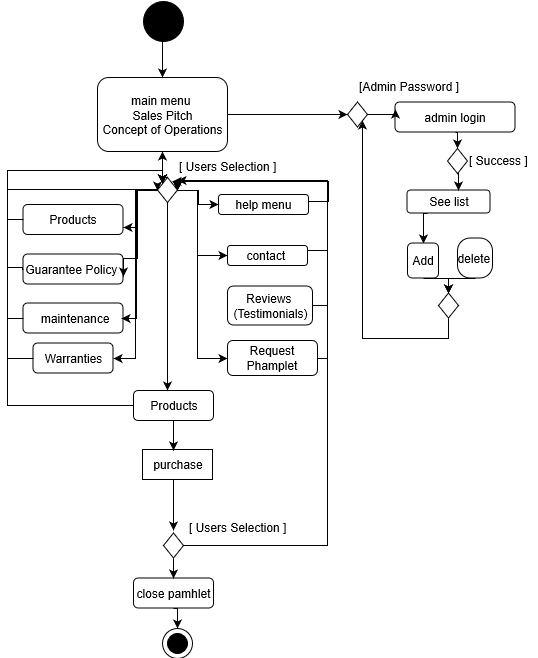 [Admin Password ]
main menu
Sales Pitch
Concept of Operations
admin login
[ Success ]
[ Users Selection ]
See list
Products
help menu
Guarantee Policy
contact
Add
delete
maintenance
Reviews
(Testimonials)
Warranties
Request
Phamplet
Products
purchase
[ Users Selection ]
close pamhlet